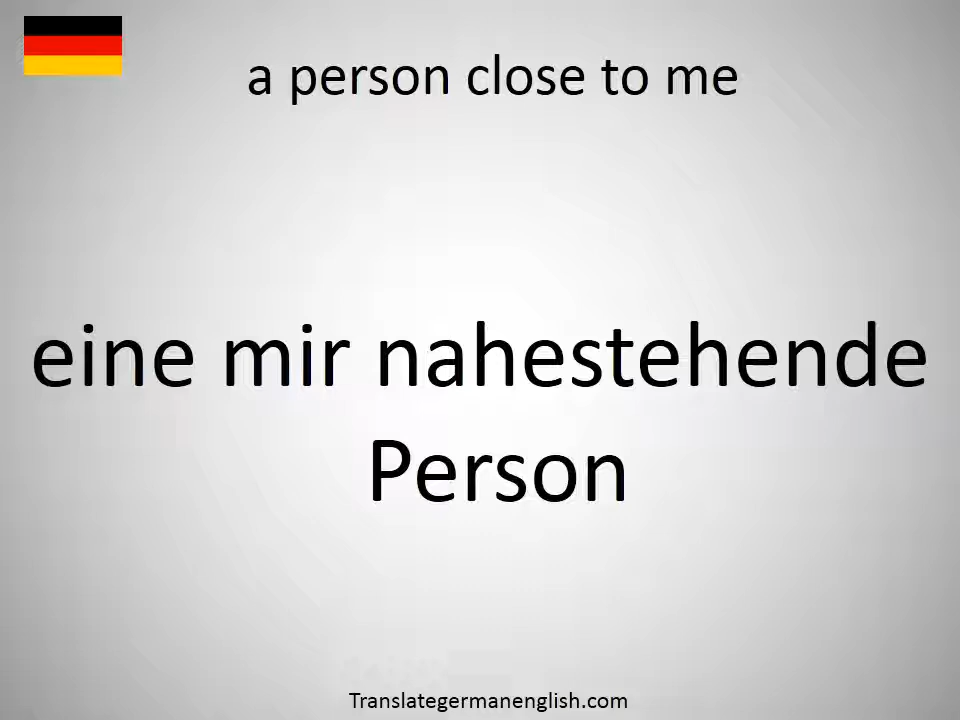 a person close to me
eine mir nahestehende
Person
Translategermanenglish.com